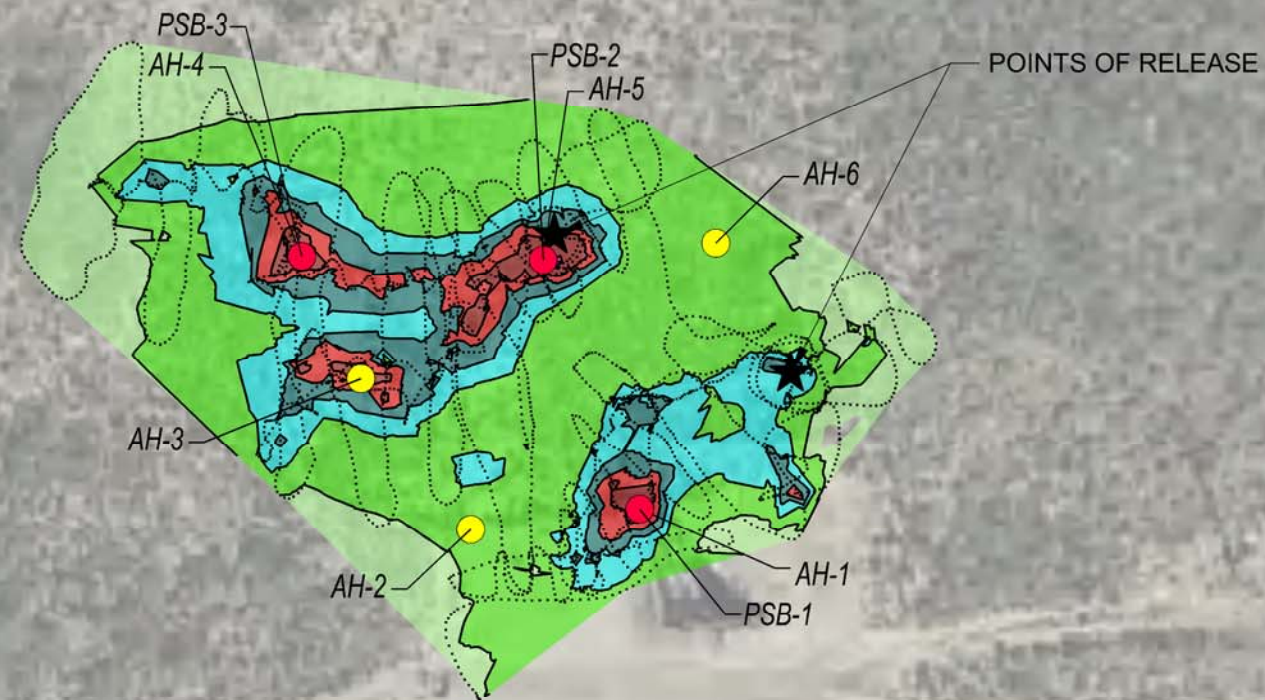 PSB-3
AH-4
PSB-2
AH-5
POINTS OF RELEASE
AH-6
AH-3
AH-2
AH-1
PSB-1